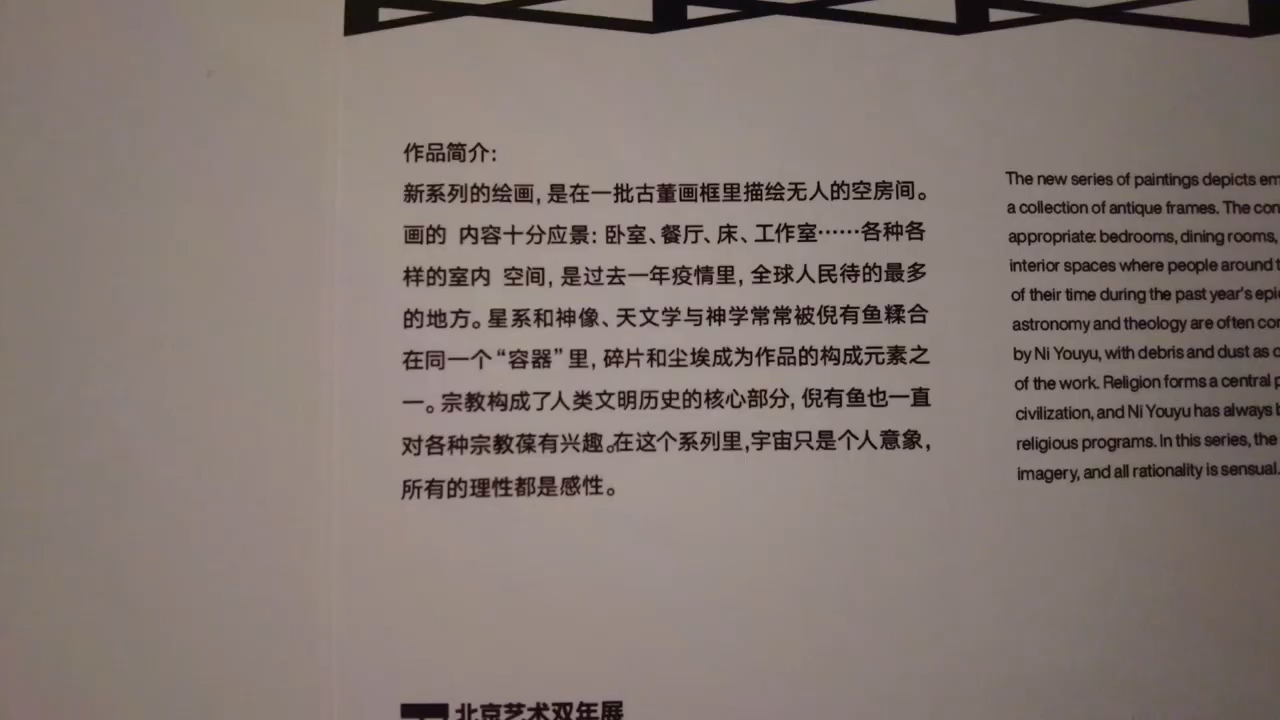 作品简介:
新系列的绘画, 是在一批古董画框里描绘无人的空房间。
画的 内容十分应景: 卧室、餐厅、床、工作室……各种各
样的室内 空间, 是过去一年疫情里, 全球人民待的最多
的地方。星系和神像、天文学与神学常常被倪有鱼糅合
在同一个“容器”里, 碎片和尘埃成为作品的构成元素之
一。宗教构成了人类文明历史的核心部分, 倪有鱼也一直
对各种宗教葆有兴趣。在这个系列里,宇宙只是个人意象,
所有的理性都是感性。
The new series of paintings depicts
a collection of antique frames. The
appropriate: bedrooms, dining rooms,
interior spaces where people around
of their time during the past year's
astronomy and theology are often
by Ni Youyu, with debris and dust as
of the work. Religion forms a central
civilization, and Ni Youyu has always
religious programs. In this series, the
imagery, and all rationality is sensual.
北京艺术双年展